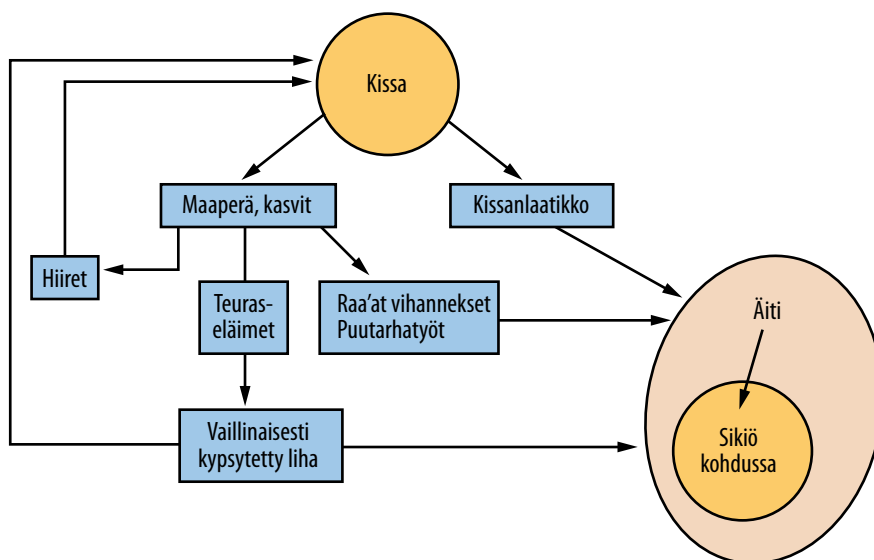 Kissa
Maaperä, kasvit
Kissanlaatikko
Hiiret
Teuras-
eläimet
Raa'at vihannekset
Puutarhatyöt
Äiti
Vaillinaisesti
kypsytetty liha
Sikiö
kohdussa